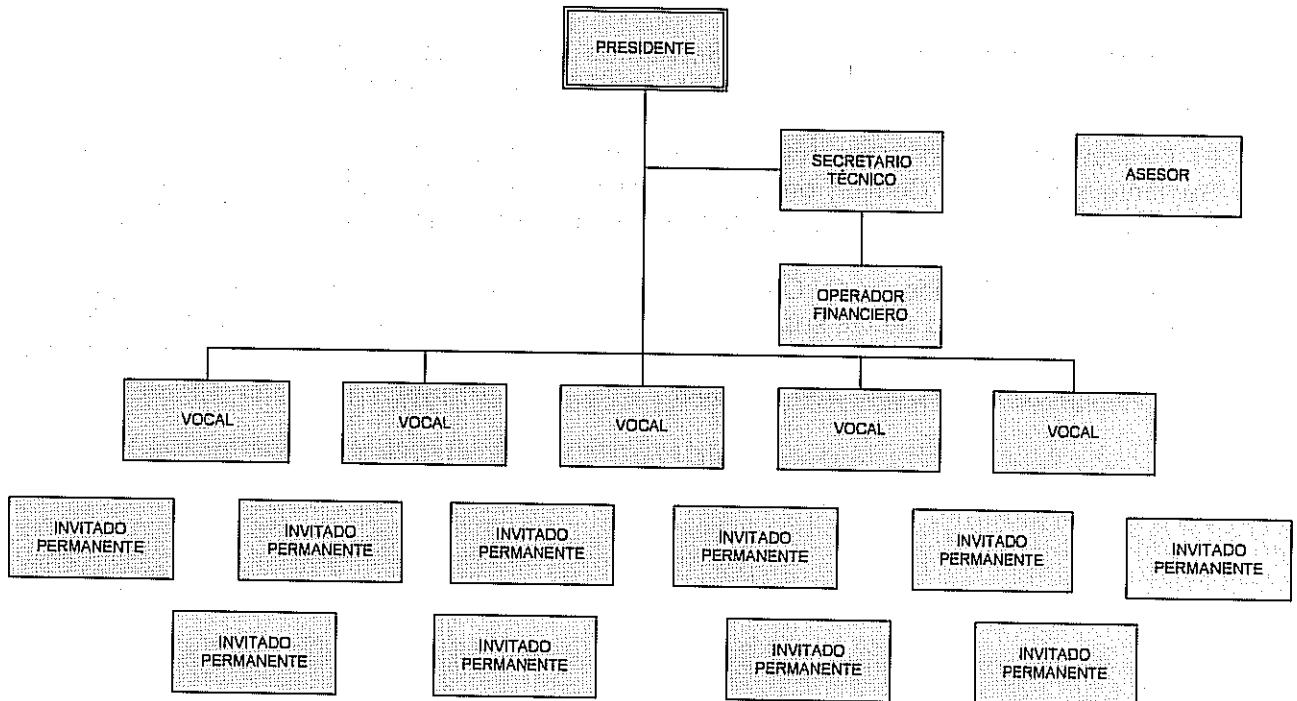 PRESIDENTE
SECRETARIO
TÉCNICO
ASESOR
OPERADOR
FINANCIERO
VOCAL
VOCAL
VOCAL
VOCAL
VOCAL
INVITADO
PERMANENTE
INVITADO
PERMANENTE
INVITADO
PERMANENTE
INVITADO
PERMANENTE
INVITADO
PERMANENTE
INVITADO
PERMANENTE
INVITADO
PERMANENTE
INVITADO
PERMANENTE
INVITADO
PERMANENTE
INVITADO
PERMANENTE